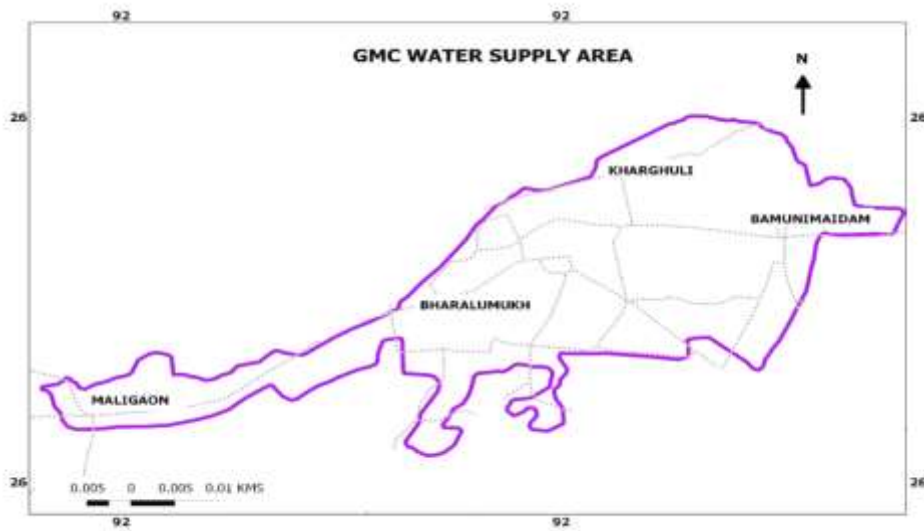 92 92
GMC WATER SUPPLY AREA
N
26 26
KHARGHULI
BAMUNIMAIDAM
BHARALUMUKH
MALIGAON
26 26
0.005 0 0.005 0.01 KMS
92 92